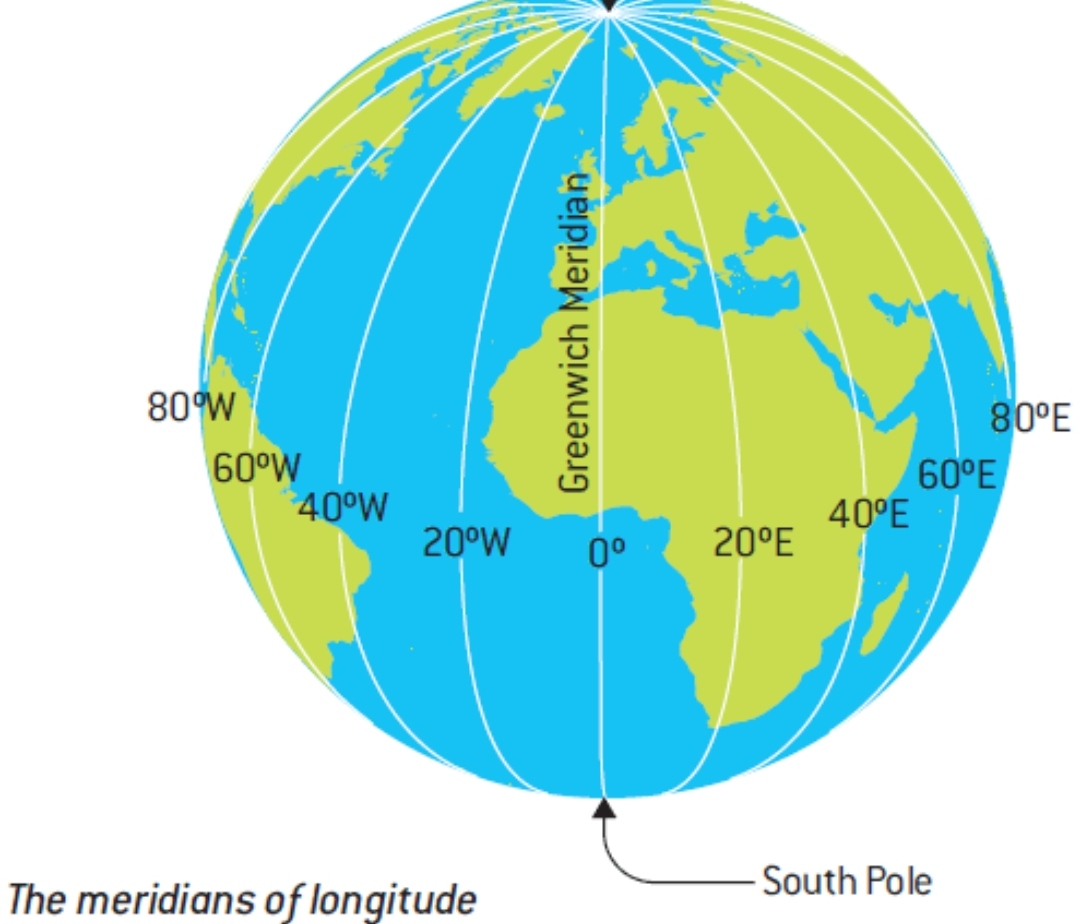 Greenwich Meridian
80ºW
80ºE
60ºW
60ºE
40ºW
40ºE
20ºW
0º
20ºE
South Pole
The meridians of longitude